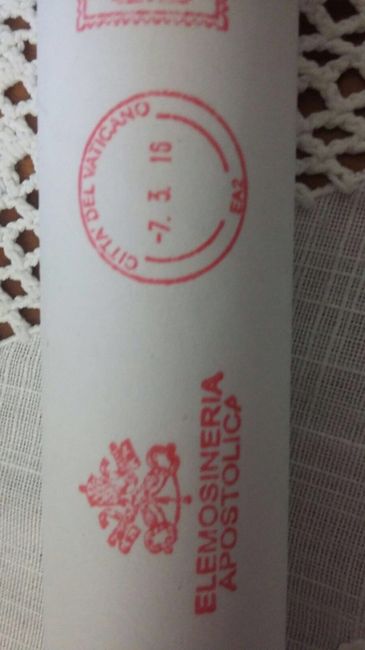 CITTA' DEL VATICANO
-7. 3. 16
EA2
ELEMOSINERIA
APOSTOLICA